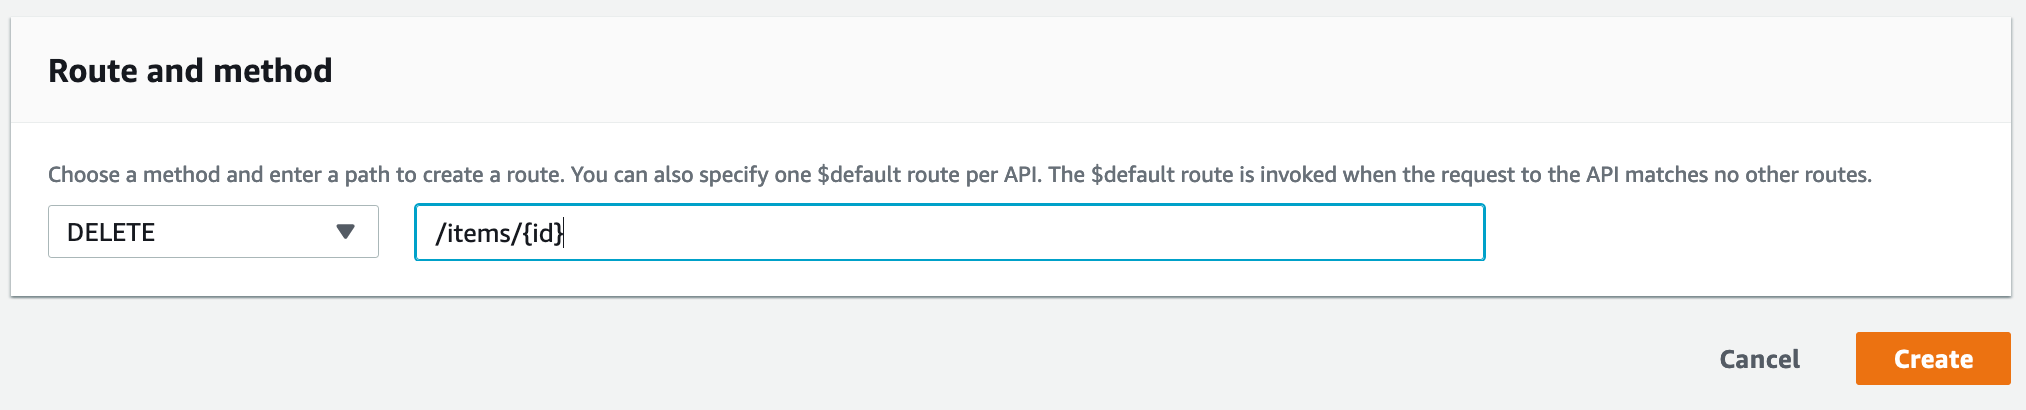 Route and method
Choose a method and enter a path to create a route. You can also specify one $default route per API. The $default route is invoked when the request to the API matches no other routes.
DELETE /items/{id}
Cancel Create